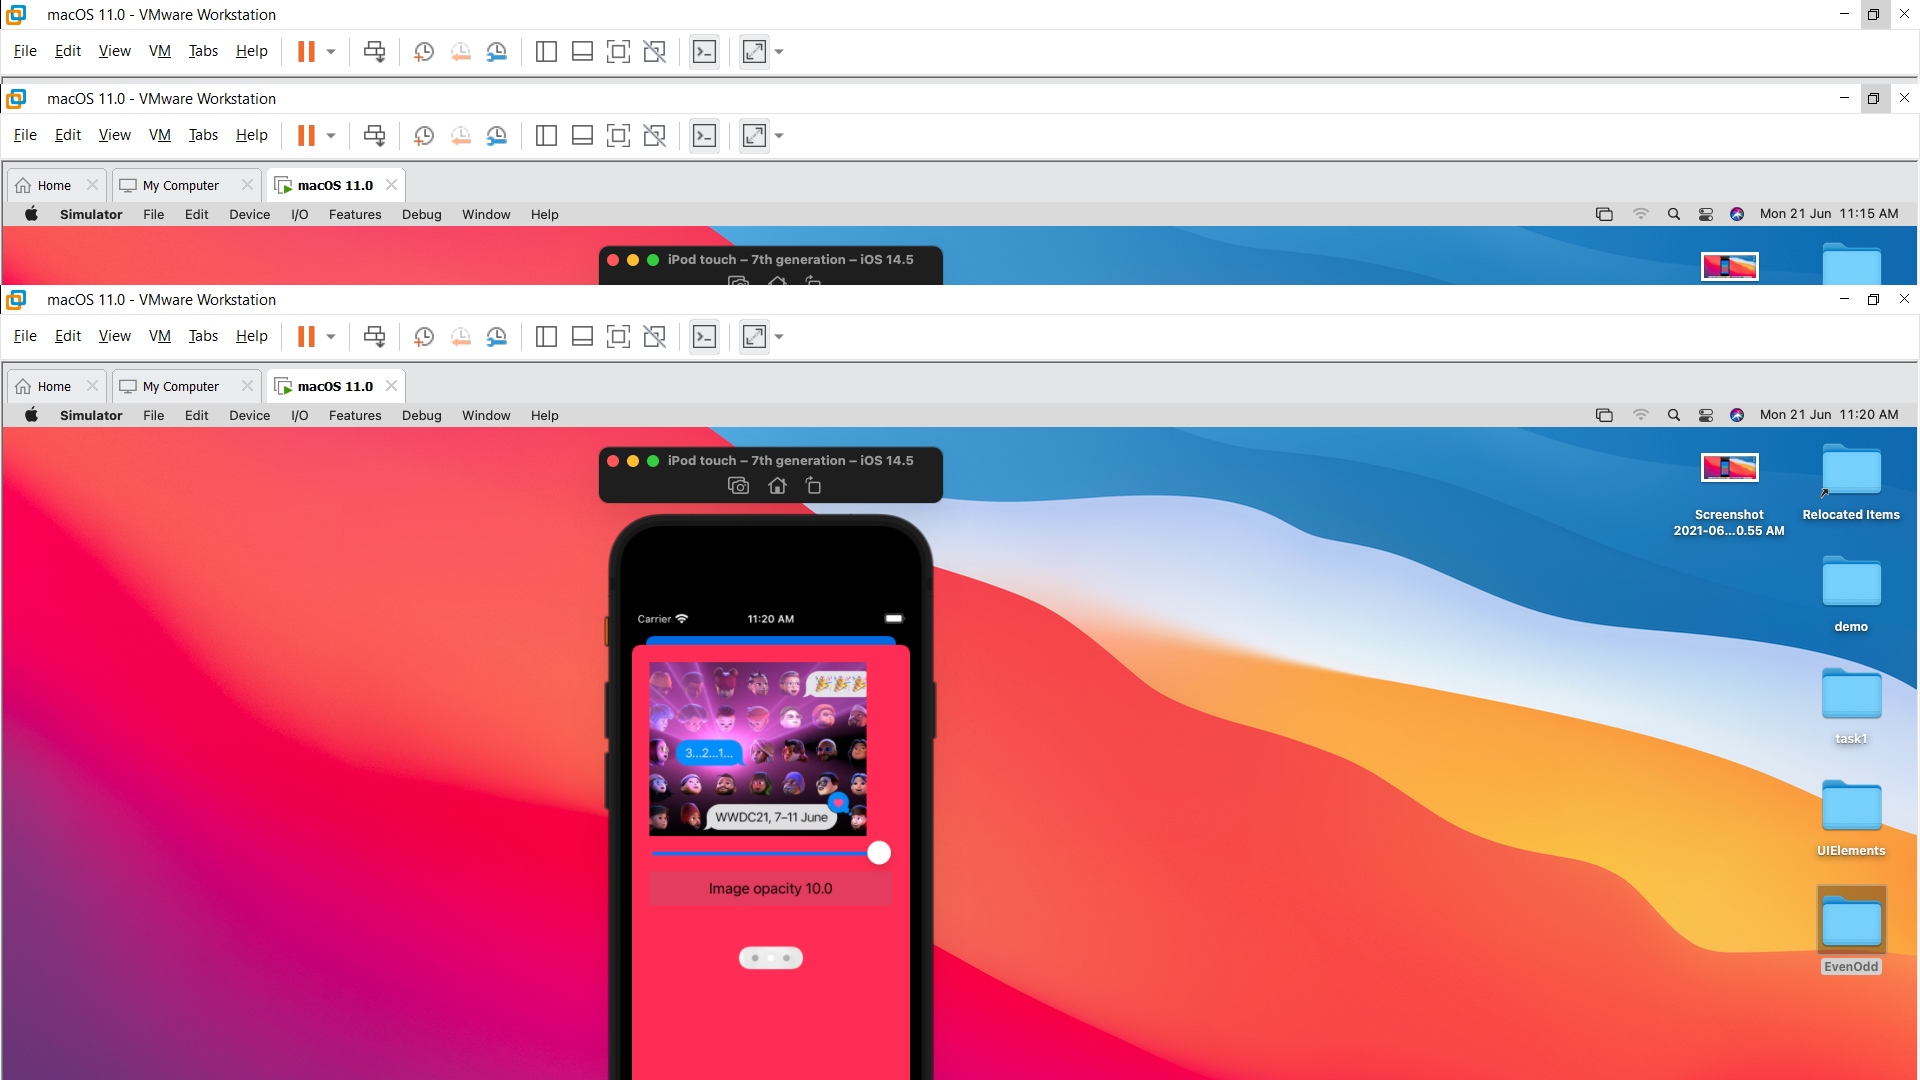 macOS 11.0 - VMware Workstation
File Edit View VM Tabs Help
macOS 11.0 - VMware Workstation
File Edit View VM Tabs Help
Home My Computer macOS 11.0
Simulator File Edit Device I/O Features Debug Window Help Mon 21 Jun 11:15 AM
iPod touch – 7th generation – iOS 14.5
macOS 11.0 - VMware Workstation
File Edit View VM Tabs Help
Home My Computer macOS 11.0
Simulator File Edit Device I/O Features Debug Window Help Mon 21 Jun 11:20 AM
iPod touch – 7th generation – iOS 14.5
Screenshot
2021-06...0.55 AM
Relocated Items
demo
task1
UIElements
EvenOdd
Carrier 11:20 AM
3...2...1...
WWDC21, 7–11 June
Image opacity 10.0